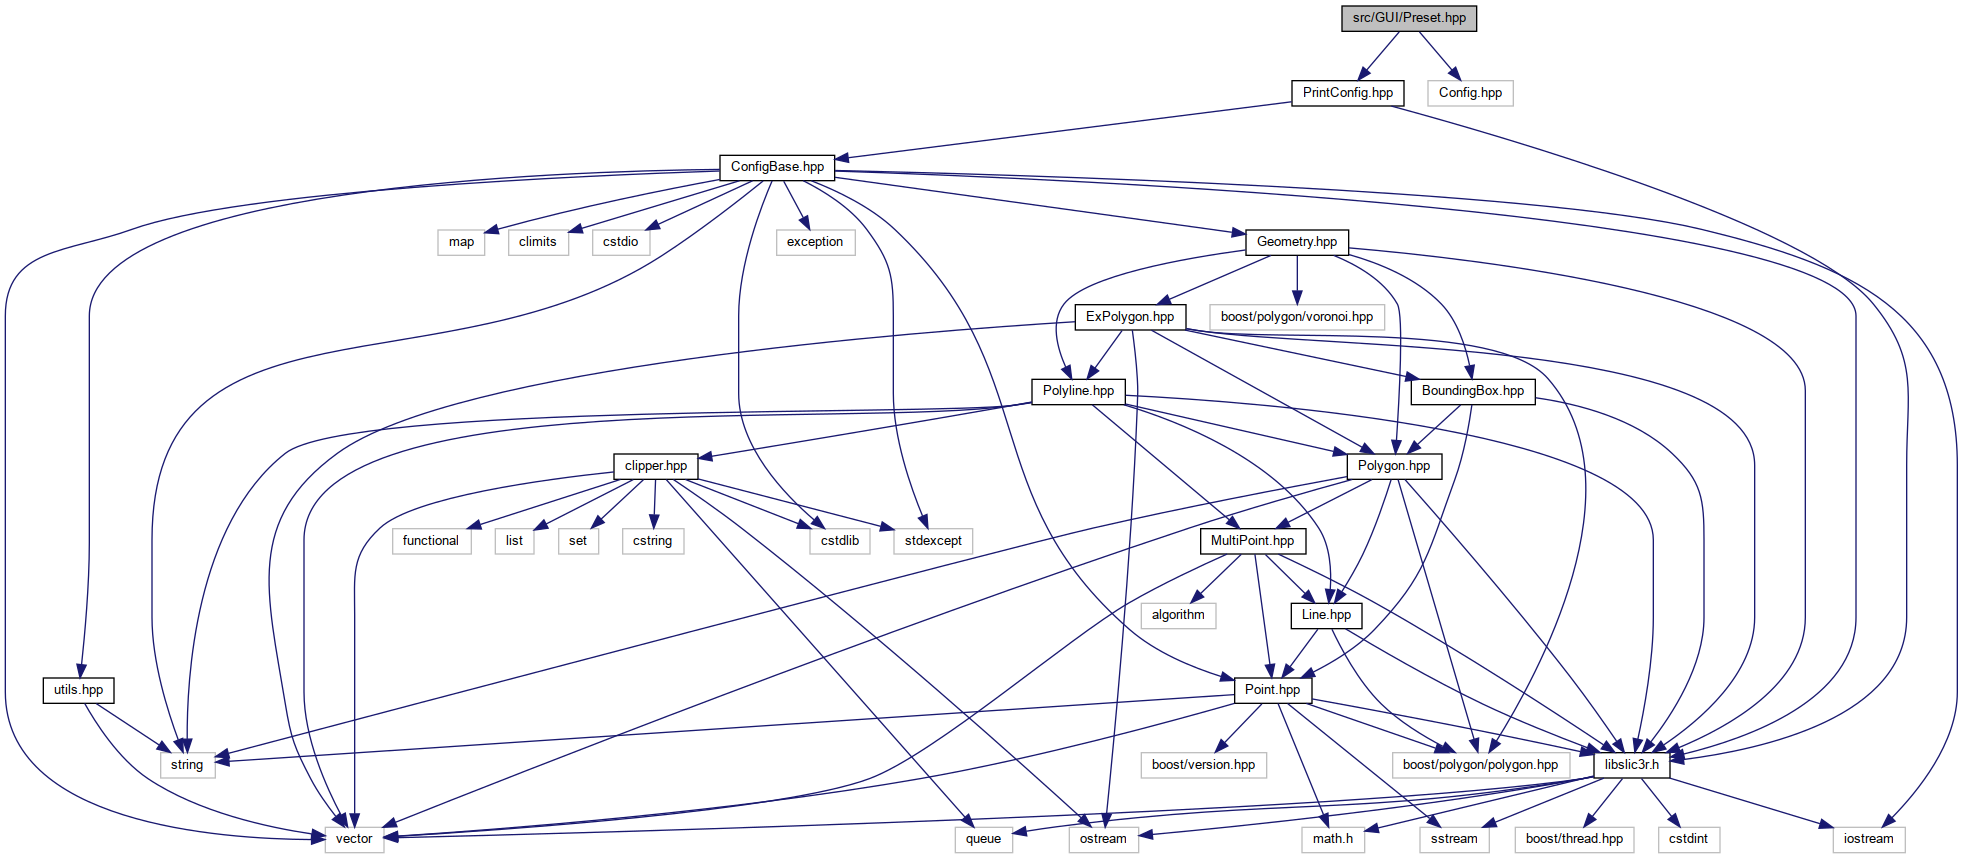 src/GUI/Preset.hpp
PrintConfig.hpp
Config.hpp
ConfigBase.hpp
map
climits
cstdio
exception
Geometry.hpp
ExPolygon.hpp
boost/polygon/voronoi.hpp
Polyline.hpp
BoundingBox.hpp
clipper.hpp
Polygon.hpp
functional
list
set
cstring
cstdlib
stdexcept
MultiPoint.hpp
algorithm
Line.hpp
utils.hpp
Point.hpp
string
boost/version.hpp
boost/polygon/polygon.hpp
libslic3r.h
vector
queue
ostream
math.h
sstream
boost/thread.hpp
cstdint
iostream